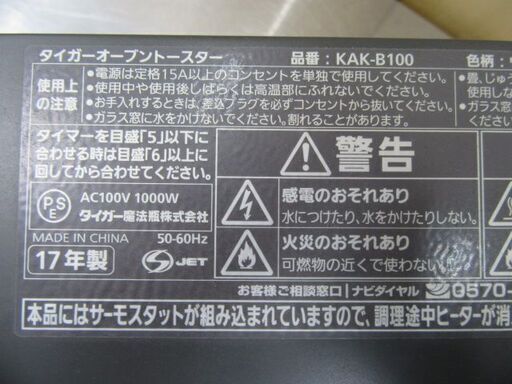 タイガーオーブントースター 品番：KAK-B100 色柄：
使用上の注意
●電源は定格15A以上のコンセントを単独で使用してください。
●使用中や使用後しばらくは高温部にふれないでください。
●お手入れするときは、差込プラグを必ずコンセントから抜いてください。
●ガラス窓に水をかけないでください。割れることがあります。
●畳、じゅう
使用しない
●ガラス窓
タイマーを目盛「5」以下に
合わせる時は目盛「6」以上に
回してから合わせてください。
PSE
AC100V 1000W
タイガー魔法瓶株式会社
MADE IN CHINA 50-60Hz
17年製 S JET
警告
感電のおそれあり
水につけたり、水をかけたりしない。
火災のおそれあり
可燃物の近くで使わない
お客様ご相談窓口 ナビダイヤル 0570-
本品にはサーモスタットが組み込まれていますので、調理途中ヒーターが消